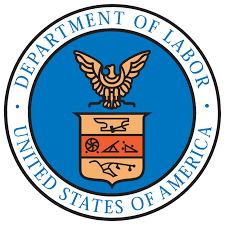 DEPARTMENT OF LABOR
UNITED STATES OF AMERICA